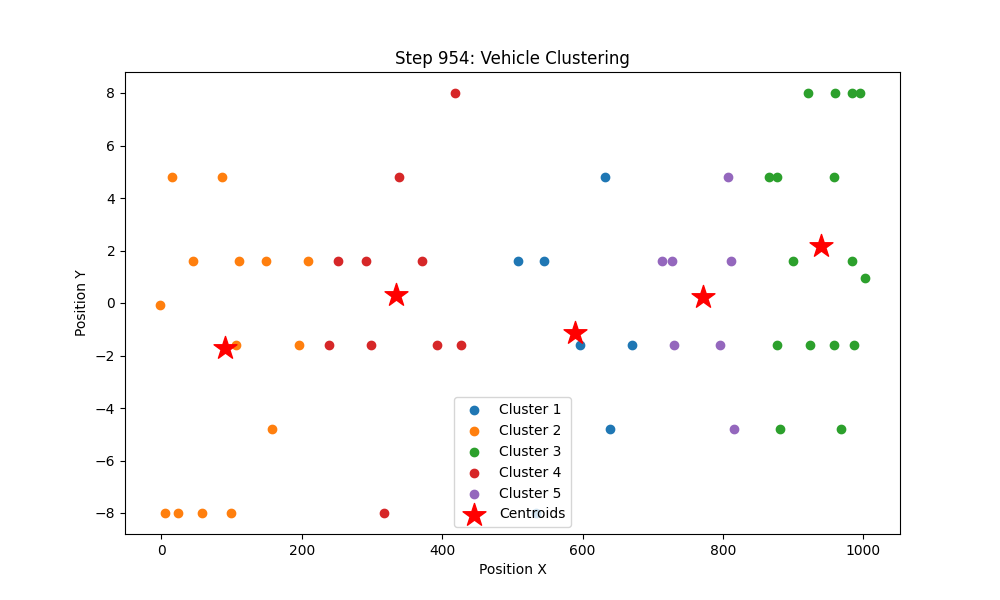 Step 954: Vehicle Clustering
Position Y
8
6
4
2
0
−2
−4
−6
−8
Cluster 1
Cluster 2
Cluster 3
Cluster 4
Cluster 5
Centroids
0 200 400 600 800 1000
Position X